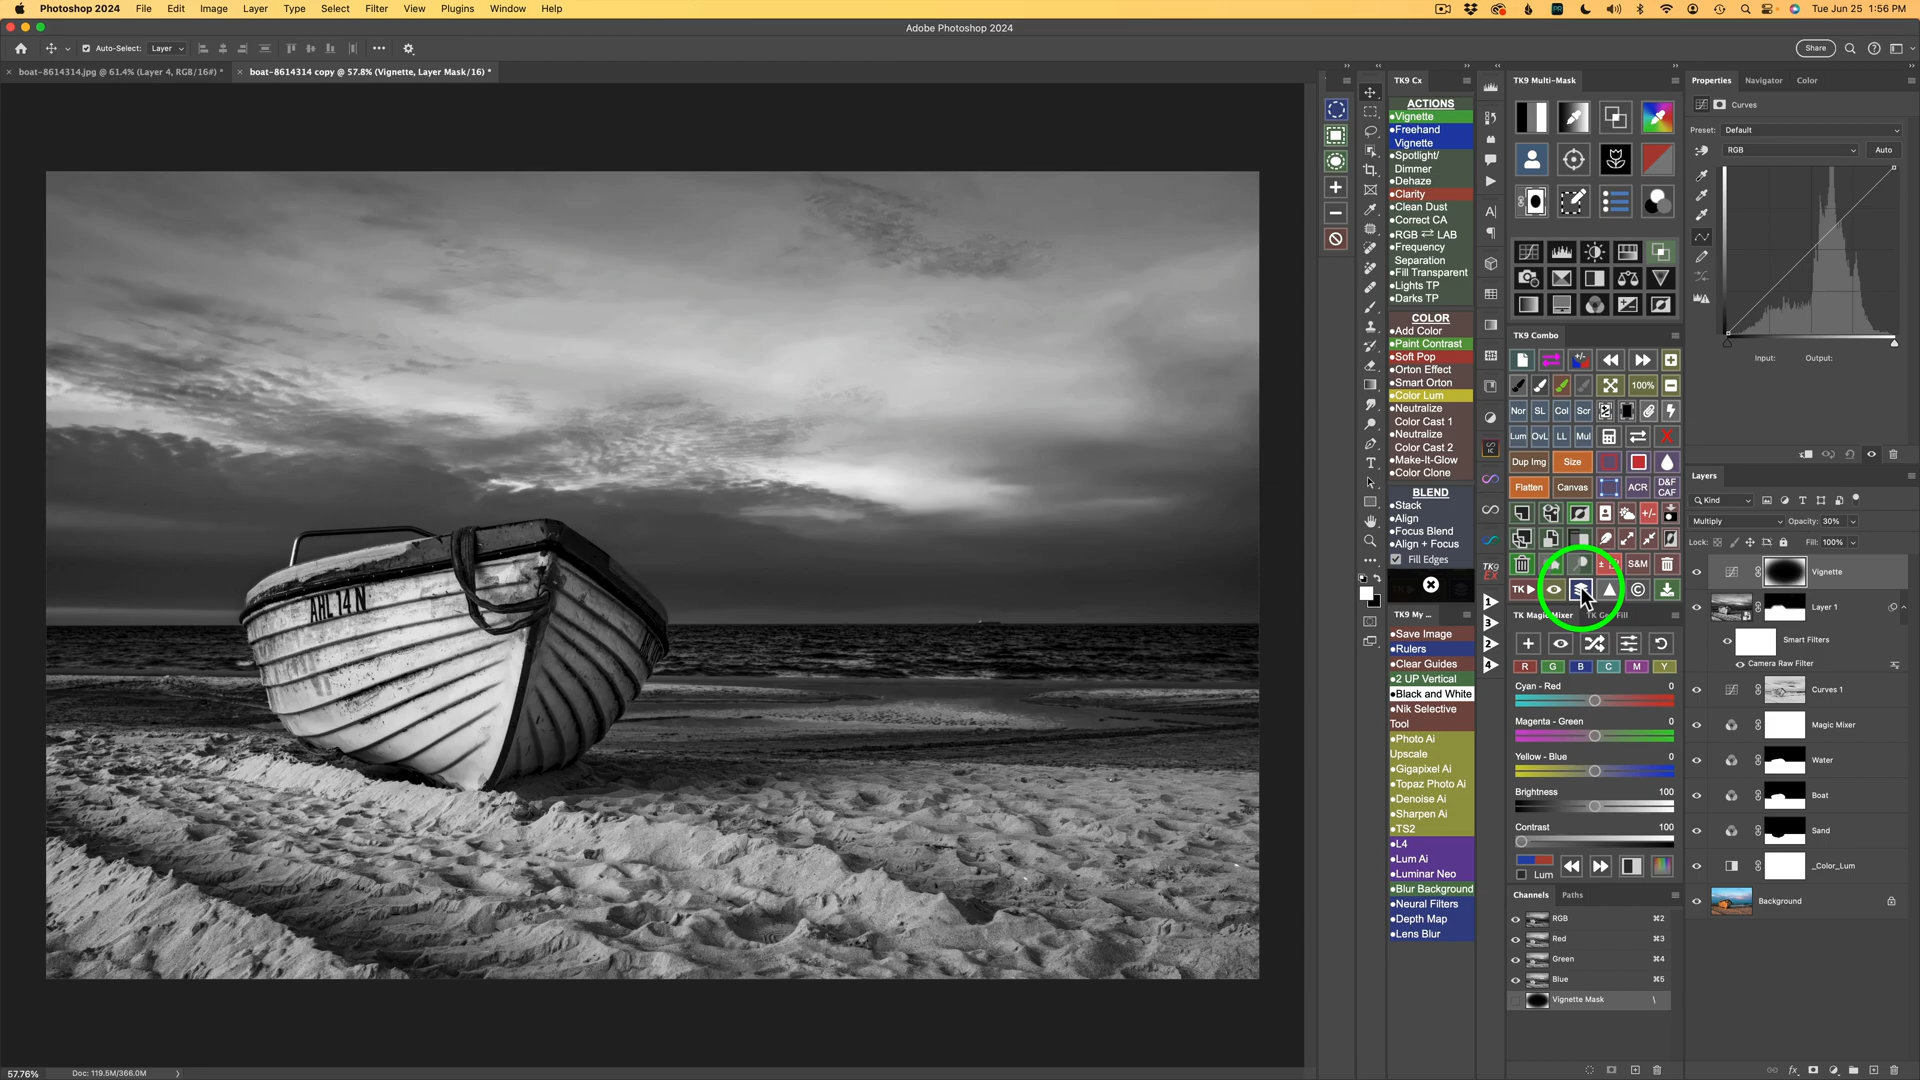 Photoshop 2024 File Edit Image Layer Type Select Filter View Plugins Window Help Tue Jun 25 1:56 PM
Adobe Photoshop 2024
Auto-Select: Layer Share
boat-8614314.jpg @ 61.4% (Layer 4, RGB/16#) *
boat-8614314 copy @ 57.8% (Vignette, Layer Mask/16) *
AHL 14 N
57.76% Doc: 119.5M/366.0M
TK9 Cx
ACTIONS
•Vignette
•Freehand
Vignette
•Spotlight/
Dimmer
•Dehaze
•Clarity
•Clean Dust
•Correct CA
•RGB ⇄ LAB
•Frequency
Separation
•Fill Transparent
•Lights TP
•Darks TP
COLOR
•Add Color
•Paint Contrast
•Soft Pop
•Orton Effect
•Smart Orton
•Color Lum
•Neutralize
Color Cast 1
•Neutralize
Color Cast 2
•Make-It-Glow
•Color Clone
BLEND
•Stack
•Align
•Focus Blend
•Align + Focus
Fill Edges
TK9 My ...
•Save Image
•Rulers
•Clear Guides
•2 UP Vertical
•Black and White
•Nik Selective
Tool
•Photo Ai
Upscale
•Gigapixel Ai
•Topaz Photo Ai
•Denoise Ai
•Sharpen Ai
•TS2
•L4
•Lum Ai
•Luminar Neo
•Blur Background
•Neural Filters
•Depth Map
•Lens Blur
TK9
EX
1
3
2
4
TK9 Multi-Mask
TK9 Combo
100%
Nor SL Col Scr
Lum OvL LL Mul
Dup Img Size
Flatten Canvas ACR D&F
CAF
S&M
TK
TK MagicMixer
R G B C M Y
Cyan - Red 0
Magenta - Green 0
Yellow - Blue 0
Brightness 100
Contrast 100
Lum
Channels Paths
RGB ⌘2
Red ⌘3
Green ⌘4
Blue ⌘5
Vignette Mask \
Properties Navigator Color
Curves
Preset: Default
RGB Auto
Input: Output:
Layers
Kind
Multiply Opacity: 30%
Lock: Fill: 100%
Vignette
Layer 1
Smart Filters
Camera Raw Filter
Curves 1
Magic Mixer
Water
Boat
Sand
_Color_Lum
Background